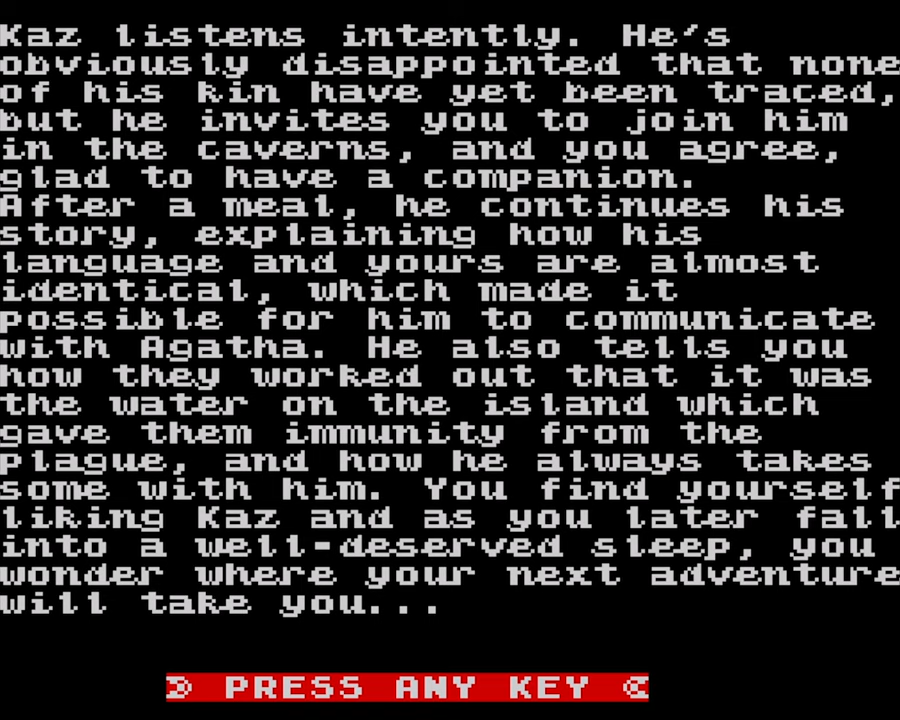 Kaz listens intently. He's
obviously disappointed that none
of his kin have yet been traced,
but he invites you to join him
in the caverns, and you agree,
glad to have a companion.
After a meal, he continues his
story, explaining how his
language and yours are almost
identical, which made it
possible for him to communicate
with Agatha. He also tells you
how they worked out that it was
the water on the island which
gave them immunity from the
plague, and how he always takes
some with him. You find yourself
liking Kaz and as you later fall
into a well-deserved sleep, you
wonder where your next adventure
will take you...
PRESS ANY KEY